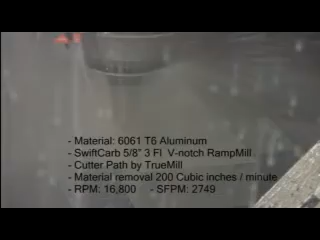 - Material: 6061 T6 Aluminum
- SwiftCarb 5/8" 3 Fl V-notch RampMill
- Cutter Path by TrueMill
- Material removal 200 Cubic inches / minute
- RPM: 16,800 - SFPM: 2749